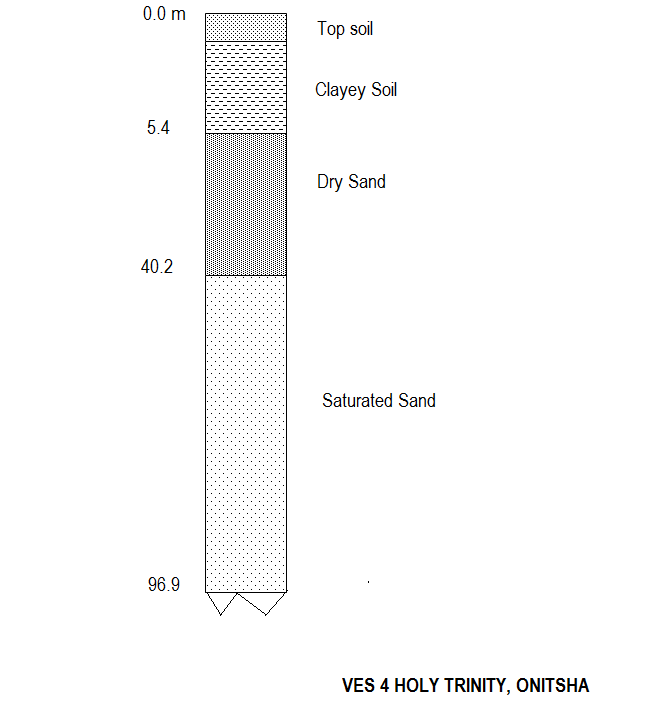 0.0 m
Top soil
Clayey Soil
5.4
Dry Sand
40.2
Saturated Sand
96.9
VES 4 HOLY TRINITY, ONITSHA